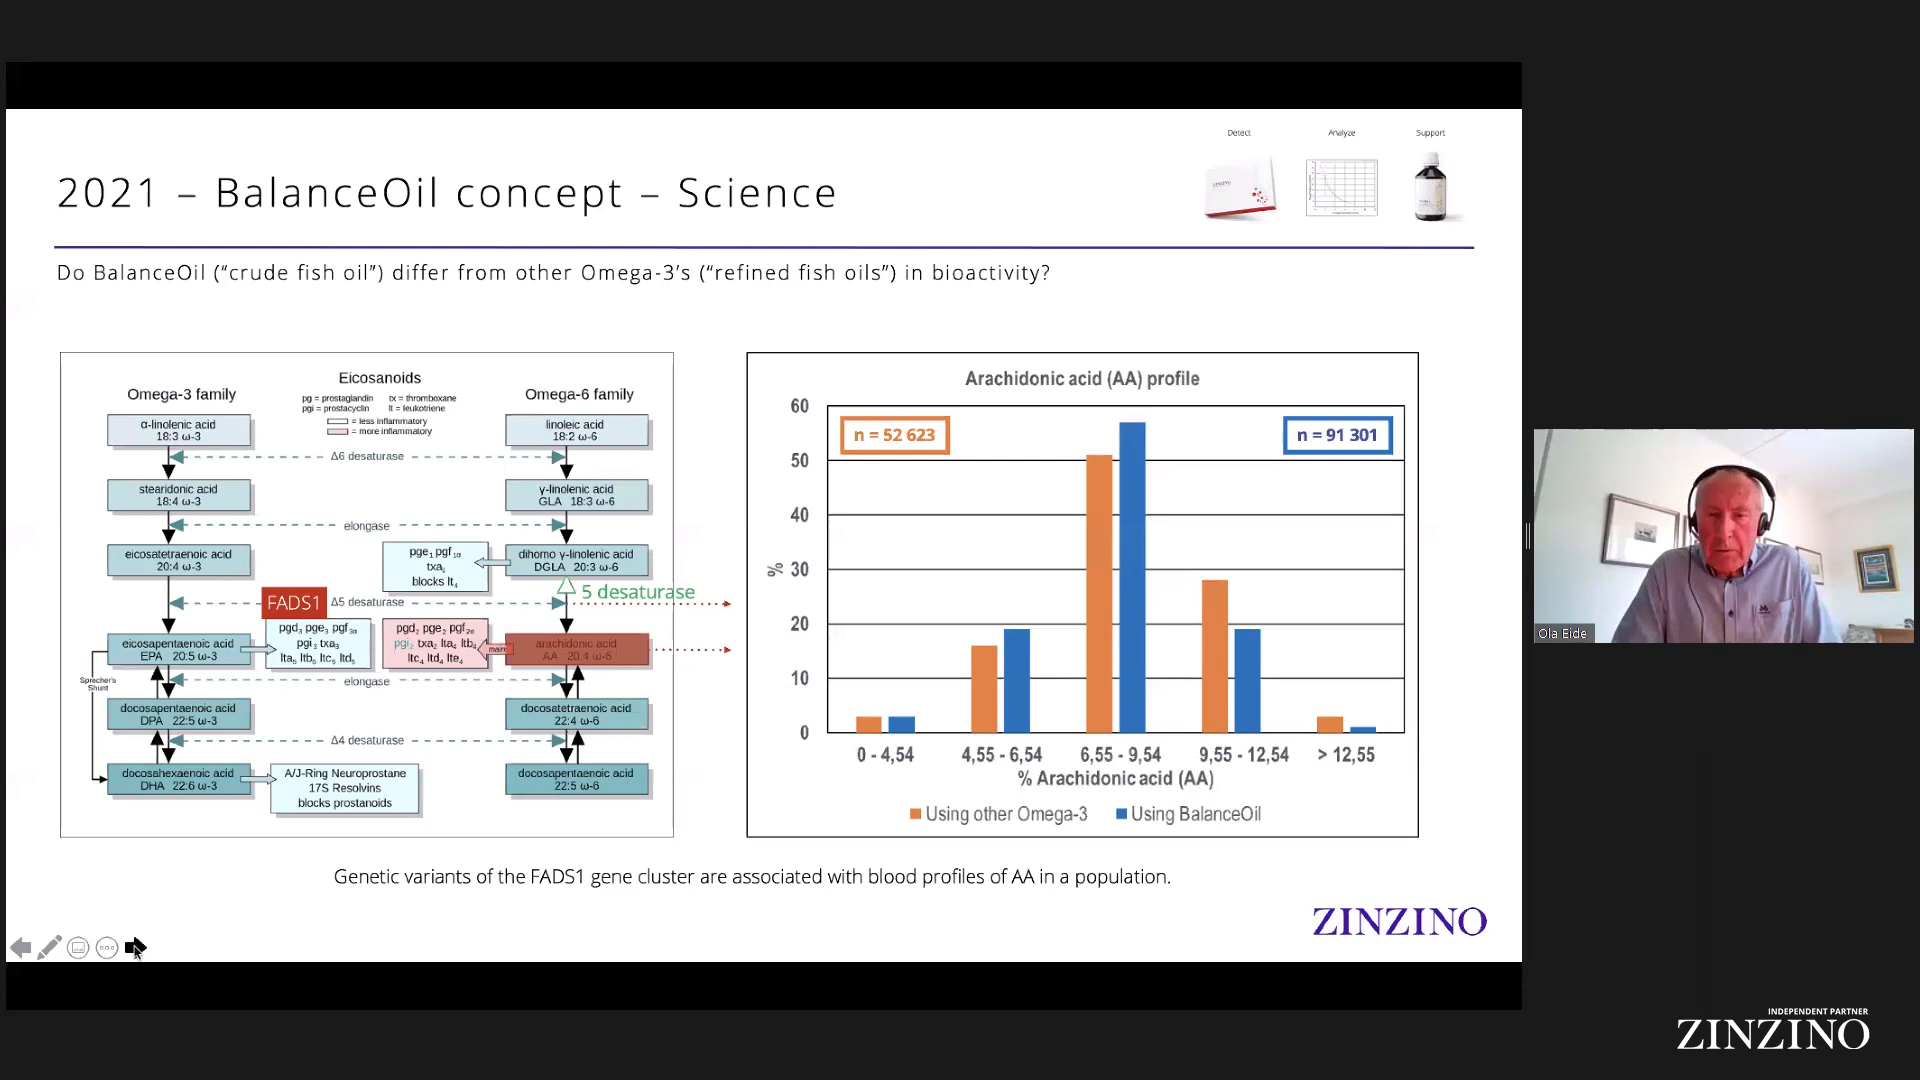 Detect Analyze Support
2021 – BalanceOil concept – Science
Do BalanceOil (“crude fish oil”) differ from other Omega-3’s (“refined fish oils”) in bioactivity?
Omega-3 family
Eicosanoids
Omega-6 family
pg = prostaglandin tx = thromboxane
pgi = prostacyclin lt = leukotriene
= less inflammatory
= more inflammatory
α-linolenic acid
18:3 ω-3
linoleic acid
18:2 ω-6
Δ6 desaturase
stearidonic acid
18:4 ω-3
γ-linolenic acid
GLA 18:3 ω-6
elongase
eicosatetraenoic acid
20:4 ω-3
pge₁ pgf₁α
txa₁
blocks lt₄
dihomo γ-linolenic acid
DGLA 20:3 ω-6
FADS1
Δ5 desaturase
△ 5 desaturase
eicosapentaenoic acid
EPA 20:5 ω-3
pgd₃ pge₃ pgf₃α
pgi₃ txa₃
lta₅ ltb₅ ltc₅ ltd₅
pgd₂ pge₂ pgf₂α
pgi₂ txa₂ lta₄ ltb₄
ltc₄ ltd₄ lte₄
main
arachidonic acid
AA 20:4 ω-6
Sprecher's
Shunt
elongase
docosapentaenoic acid
DPA 22:5 ω-3
docosatetraenoic acid
22:4 ω-6
Δ4 desaturase
docosahexaenoic acid
DHA 22:6 ω-3
A/J-Ring Neuroprostane
17S Resolvins
blocks prostanoids
docosapentaenoic acid
22:5 ω-6
Arachidonic acid (AA) profile
n = 52 623
n = 91 301
60
50
40
30
20
10
0
%
0 - 4,54 4,55 - 6,54 6,55 - 9,54 9,55 - 12,54 > 12,55
% Arachidonic acid (AA)
Using other Omega-3 Using BalanceOil
Genetic variants of the FADS1 gene cluster are associated with blood profiles of AA in a population.
ZINZINO
Ola Eide
INDEPENDENT PARTNER
ZINZINO